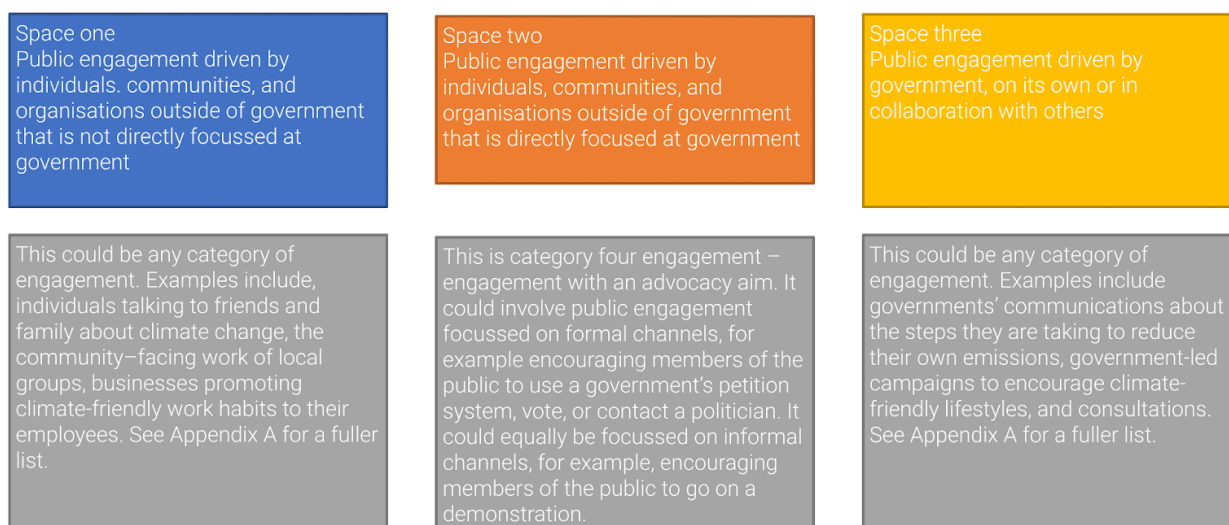 Space one
Public engagement driven by
individuals. communities, and
organisations outside of government
that is not directly focussed at
government
Space two
Public engagement driven by
individuals, communities, and
organisations outside of government
that is directly focused at government
Space three
Public engagement driven by
government, on its own or in
collaboration with others
This could be any category of
engagement. Examples include,
individuals talking to friends and
family about climate change, the
community–facing work of local
groups, businesses promoting
climate-friendly work habits to their
employees. See Appendix A for a fuller
list.
This is category four engagement –
engagement with an advocacy aim. It
could involve public engagement
focussed on formal channels, for
example encouraging members of the
public to use a government's petition
system, vote, or contact a politician. It
could equally be focussed on informal
channels, for example, encouraging
members of the public to go on a
demonstration.
This could be any category of
engagement. Examples include
governments' communications about
the steps they are taking to reduce
their own emissions, government-led
campaigns to encourage climate-
friendly lifestyles, and consultations.
See Appendix A for a fuller list.